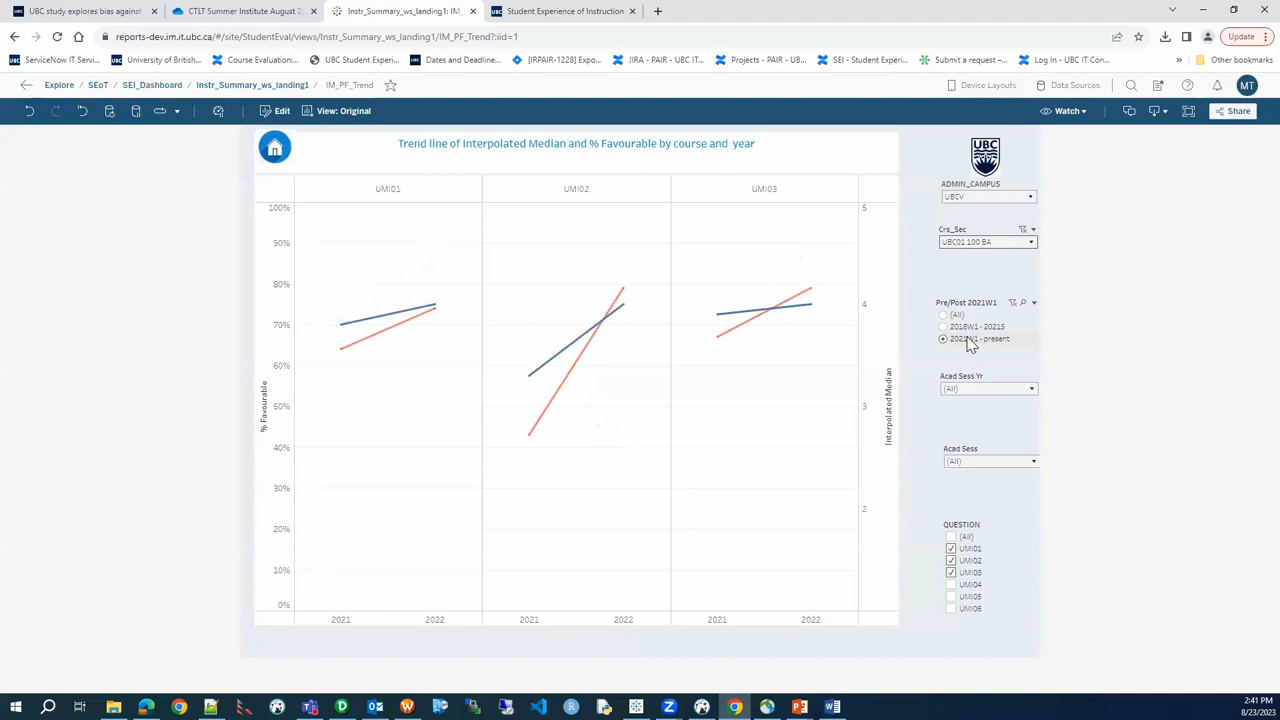 UBC study explores bias against
CTLT Summer Institute August 2
Instr_Summary_ws_landing1: IM_
Student Experience of Instruction
reports-dev.im.it.ubc.ca/#/site/StudentEval/views/Instr_Summary_ws_landing1/IM_PF_Trend?:iid=1
Update
ServiceNow IT Servi...
University of British...
Course Evaluation:...
UBC Student Experi...
Dates and Deadline...
[IRPAIR-1228] Expo...
JIRA - PAIR - UBC IT...
Projects - PAIR - UB...
SEI - Student Experi...
Submit a request –...
Log In - UBC IT Con...
»
Other bookmarks
Explore / SEoT / SEI_Dashboard / Instr_Summary_ws_landing1 / IM_PF_Trend
Device Layouts
Data Sources
MT
Edit
View: Original
Watch
Share
Trend line of Interpolated Median and % Favourable by course and year
UBC
ADMIN_CAMPUS
UBCV
Crs_Sec
UBC01 100 BA
Pre/Post 2021W1
(All)
2018W1 - 2021S
2021W1 - present
Acad Sess Yr
(All)
Acad Sess
(All)
QUESTION
(All)
UMI01
UMI02
UMI03
UMI04
UMI05
UMI06
UMI01 UMI02 UMI03
100%
90%
80%
70%
60%
50%
40%
30%
20%
10%
0%
% Favourable
5
4
3
2
Interpolated Median
2021 2022 2021 2022 2021 2022
2:41 PM
8/23/2023